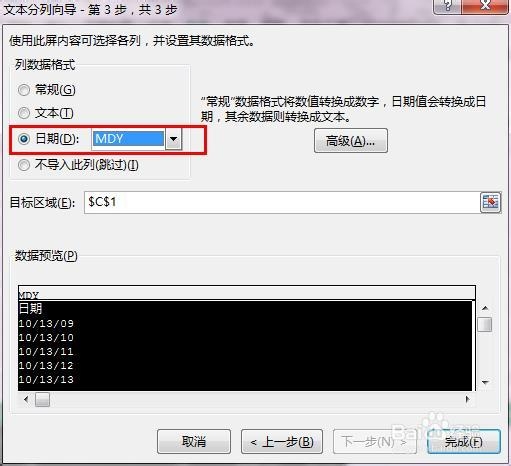 文本分列向导 - 第 3 步，共 3 步
使用此屏内容可选择各列，并设置其数据格式。
列数据格式
常规(G)
文本(T)
日期(D): MDY
不导入此列(跳过)(I)
“常规”数据格式将数值转换成数字，日期值会转换成日
期，其余数据则转换成文本。
高级(A)...
目标区域(E): $C$1
数据预览(P)
MDY
日期
10/13/09
10/13/10
10/13/11
10/13/12
10/13/13
取消 < 上一步(B) 下一步(N) > 完成(F)
Baidu经验